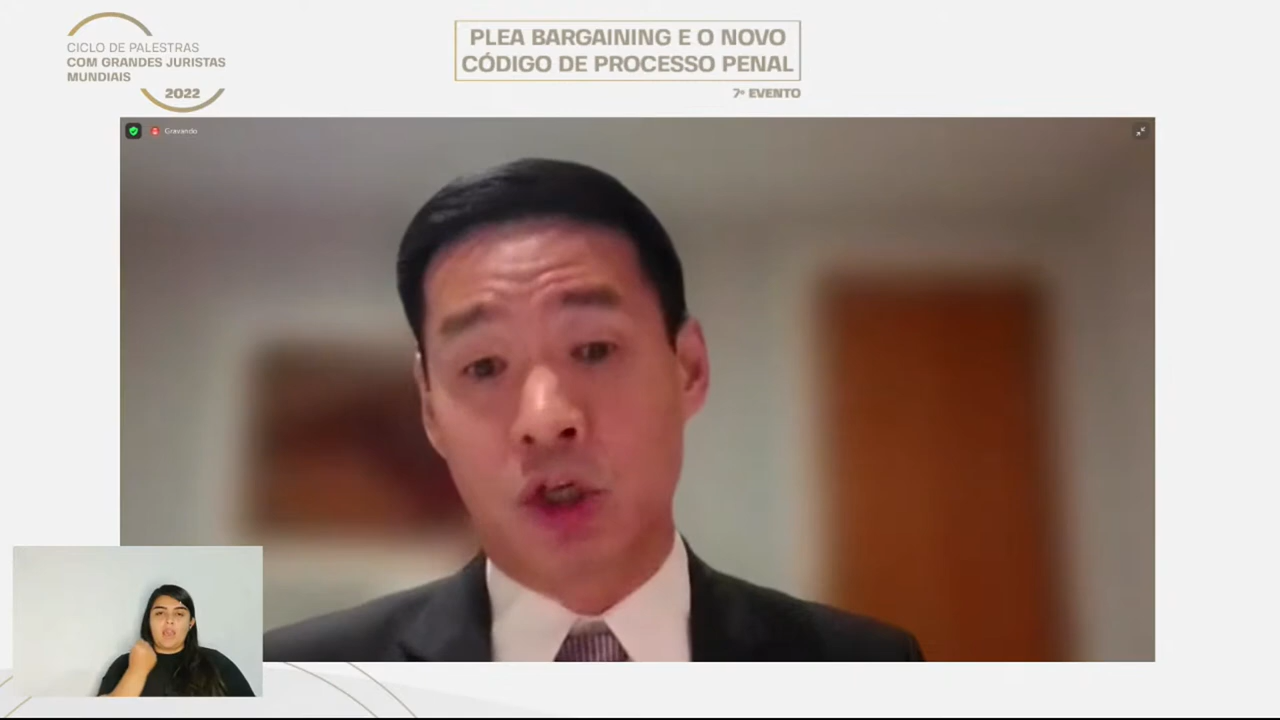 CICLO DE PALESTRAS
COM GRANDES JURISTAS
MUNDIAIS
2022
PLEA BARGAINING E O NOVO
CÓDIGO DE PROCESSO PENAL
7º EVENTO
Gravando